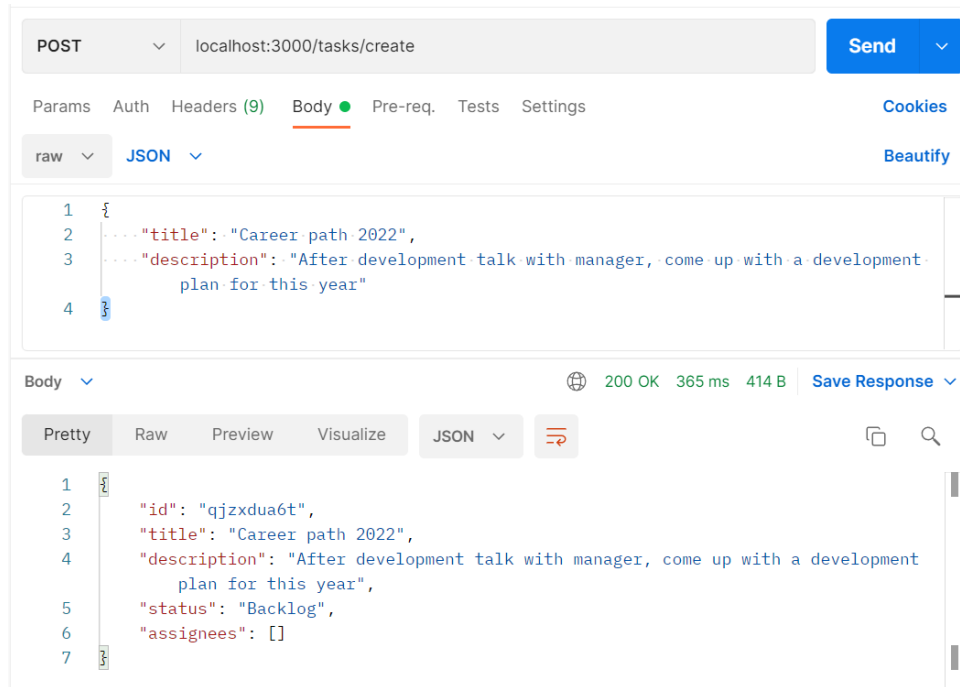 POST localhost:3000/tasks/create Send
Params Auth Headers (9) Body Pre-req. Tests Settings Cookies
raw JSON Beautify
1 {
2 "title": "Career path 2022",
3 "description": "After development talk with manager, come up with a development
plan for this year"
4 }
Body 200 OK 365 ms 414 B Save Response
Pretty Raw Preview Visualize JSON
1 {
2 "id": "qjzxdua6t",
3 "title": "Career path 2022",
4 "description": "After development talk with manager, come up with a development
plan for this year",
5 "status": "Backlog",
6 "assignees": []
7 }